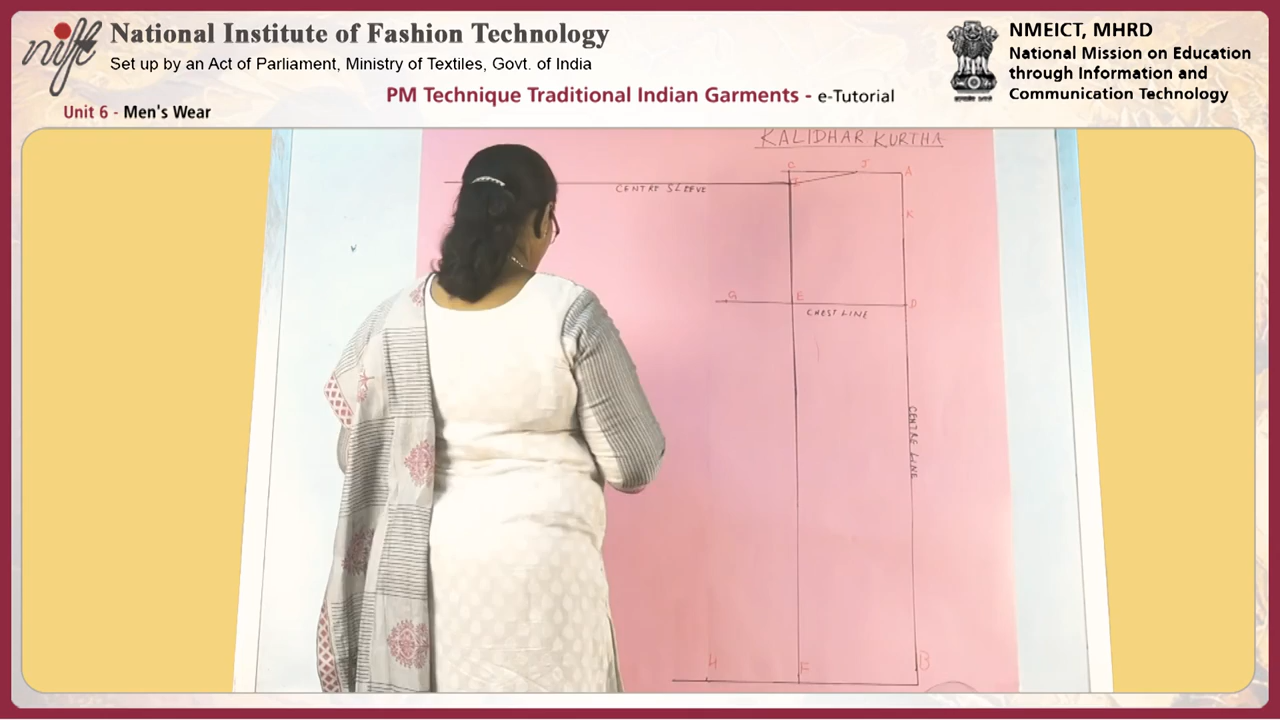 nift
National Institute of Fashion Technology
Set up by an Act of Parliament, Ministry of Textiles, Govt. of India
NMEICT, MHRD
National Mission on Education
through Information and
Communication Technology
PM Technique Traditional Indian Garments - e-Tutorial
Unit 6 - Men's Wear
KALIDHAR KURTHA
C J A
CENTRE SLEEVE I
K
G E D
CHEST LINE
CENTRE LINE
H F B